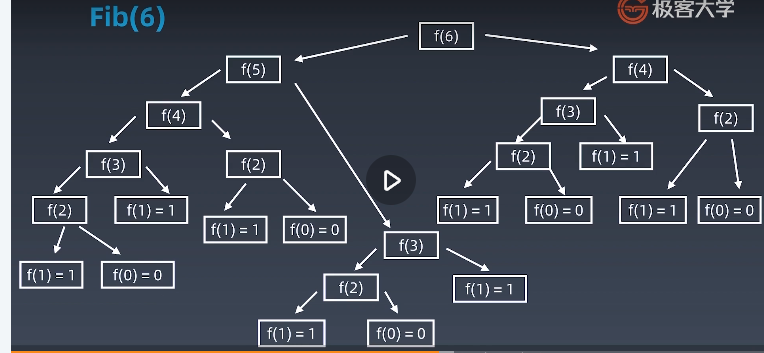 Fib(6)
极客大学
f(6)
f(5)
f(4)
f(4)
f(3)
f(2)
f(3)
f(2)
f(2)
f(1) = 1
f(2)
f(1) = 1
f(1) = 1
f(0) = 0
f(1) = 1
f(0) = 0
f(1) = 1
f(0) = 0
f(3)
f(1) = 1
f(0) = 0
f(2)
f(1) = 1
f(1) = 1
f(0) = 0